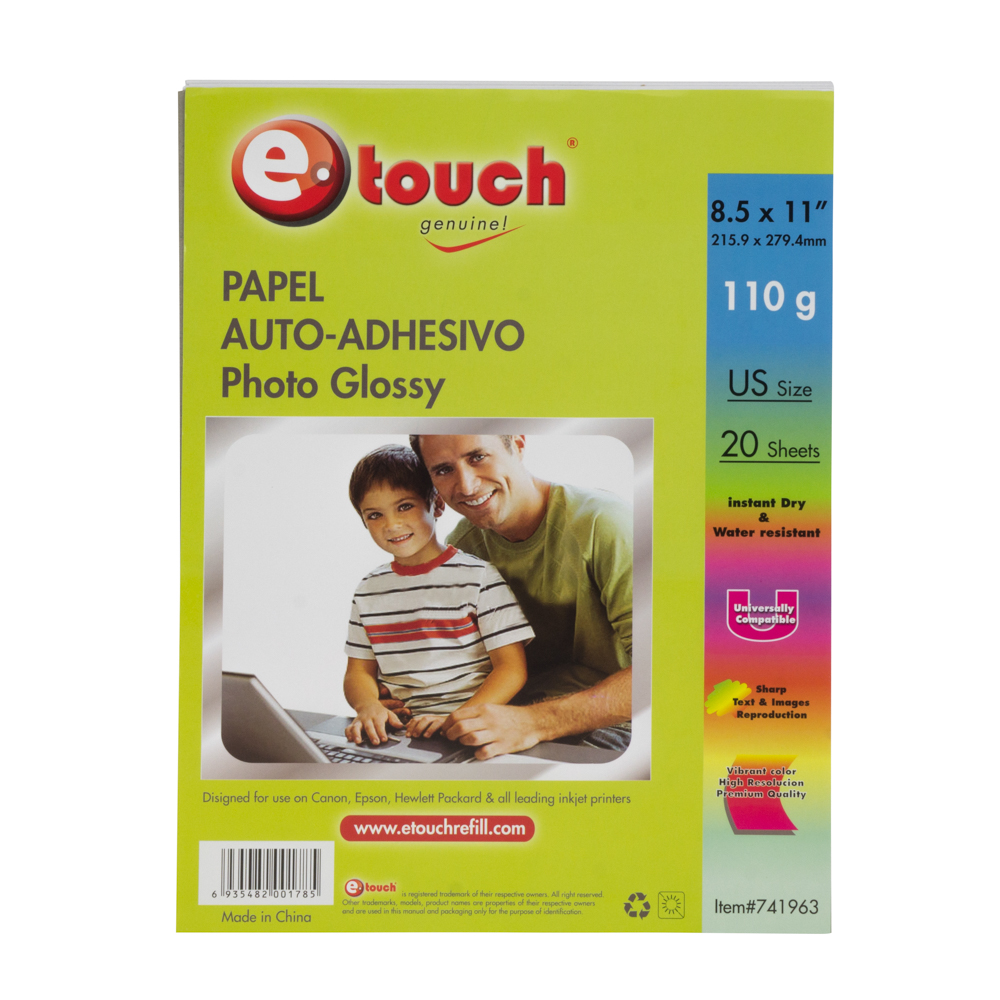 e·touch®
genuine!
PAPEL
AUTO-ADHESIVO
Photo Glossy
8.5 x 11”
215.9 x 279.4mm
110 g
US Size
20 Sheets
instant Dry
&
Water resistant
Universally
Compatible
Sharp
Text & Images
Reproduction
Vibrant color
High Resolucion
Premium Quality
Disigned for use on Canon, Epson, Hewlett Packard & all leading inkjet printers
www.etouchrefill.com
6 935482 001785
Made in China
e·touch® is registered trademark of their respective owners. All right reserved.
Other trademarks, models, product names are properties of their respective owners
and are used in this manual and packaging only for the purpose of identification.
Item#741963